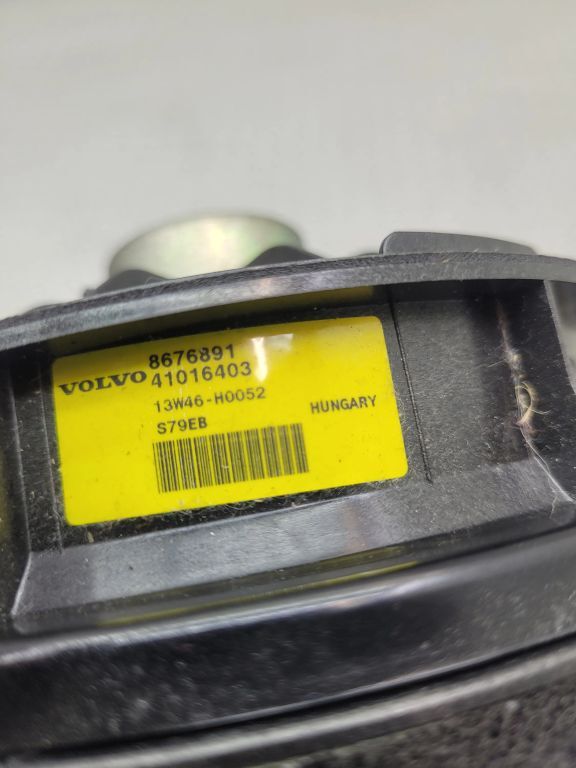 8676891
VOLVO 41016403
13W46-H0052
S79EB HUNGARY